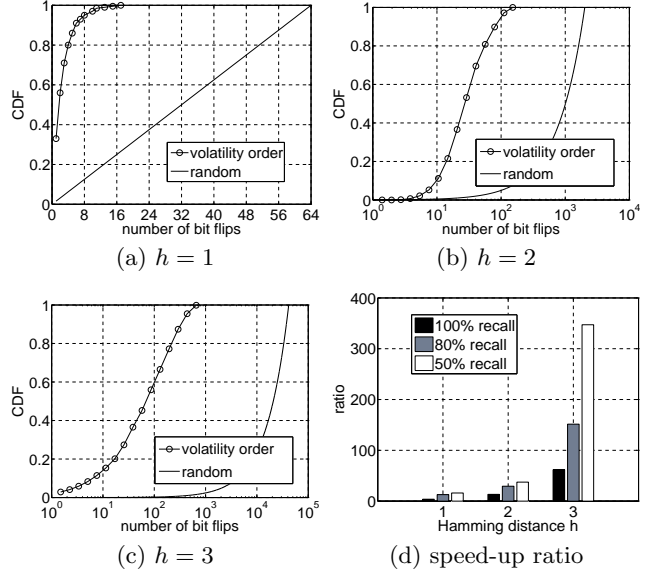 1
0.8
0.6
0.4
0.2
0
CDF
volatility order
random
0 8 16 24 32 40 48 56 64
number of bit flips
(a) h = 1
1
0.8
0.6
0.4
0.2
0
CDF
volatility order
random
10^0 10^1 10^2 10^3 10^4
number of bit flips
(b) h = 2
1
0.8
0.6
0.4
0.2
0
CDF
volatility order
random
10^0 10^1 10^2 10^3 10^4 10^5
number of bit flips
(c) h = 3
400
300
200
100
0
ratio
100% recall
80% recall
50% recall
1 2 3
Hamming distance h
(d) speed-up ratio